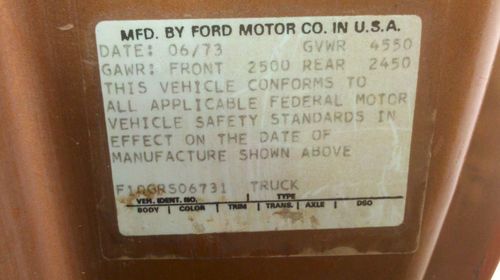 MFD. BY FORD MOTOR CO. IN U.S.A.
DATE: 06/73 GVWR 4550
GAWR: FRONT 2500 REAR 2450
THIS VEHICLE CONFORMS TO
ALL APPLICABLE FEDERAL MOTOR
VEHICLE SAFETY STANDARDS IN
EFFECT ON THE DATE OF
MANUFACTURE SHOWN ABOVE
F10GRS06731 TRUCK
VEH. IDENT. NO. TYPE
BODY COLOR TRIM TRANS. AXLE DSO